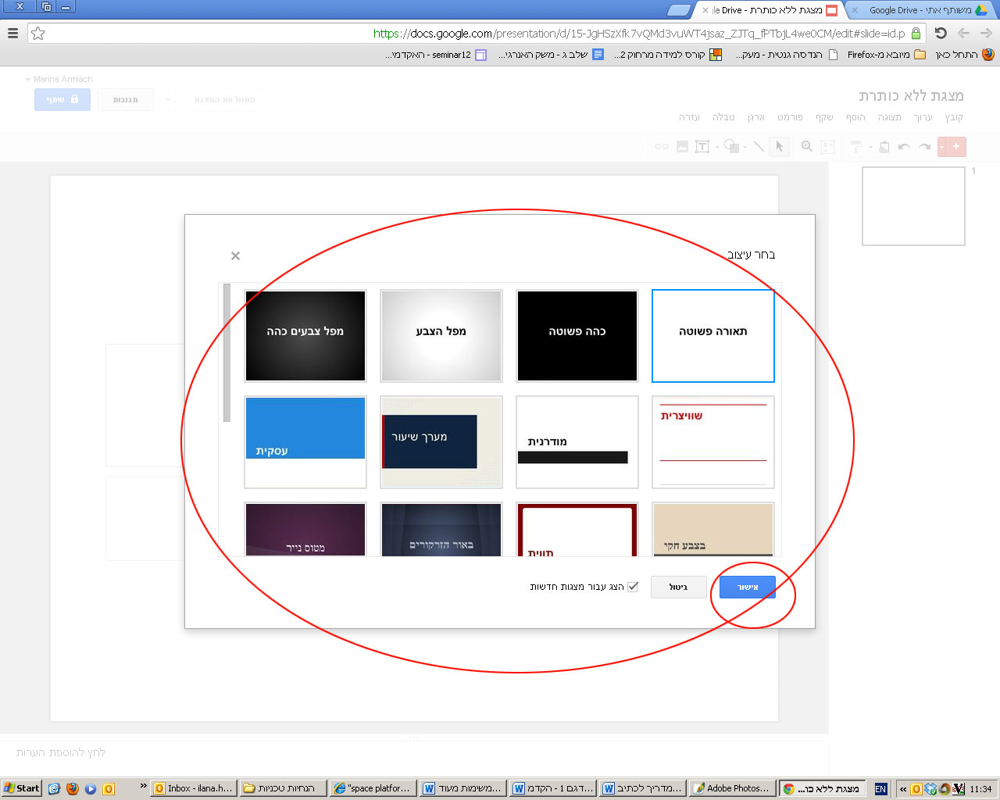 מצגת ללא כותרת - Google Drive
משותף אתי - Google Drive
https://docs.google.com/presentation/d/15-JgHSzXfk7vQMd3vuWT4jsaz_ZJTq_fPTbjL4we0CM/edit#slide=id.p
התחל כאן
מיובא מ-Firefox
הנדסה גנטית - מעק...
קורס למידה מרחוק 2...
שלב ג - משק האנרגי...
seminar12 - האקדמי...
Marina Armiach
מצגת ללא כותרת
התחל את המצגת
תגובות
שתף
קובץ ערוך תצוגה הוסף שקף פורמט ארגן טבלה עזרה
1
בחר עיצוב
תאורה פשוטה
כהה פשוטה
מפל הצבע
מפל צבעים כהה
שוויצרית
מודרנית
מערך שיעור
עסקית
בצבע חקי
תווית
באור הזרקורים
מטוס נייר
אישור
ביטול
הצג עבור מצגות חדשות
לחץ להוספת הערות
Start
Inbox - ilana.h...
הנחיות טכניות
"space platfor...
משימות מעוד...
דגם 1 - הקדמ...
מדריך לכתיב...
Adobe Photos...
מצגת ללא כו...
EN
11:34